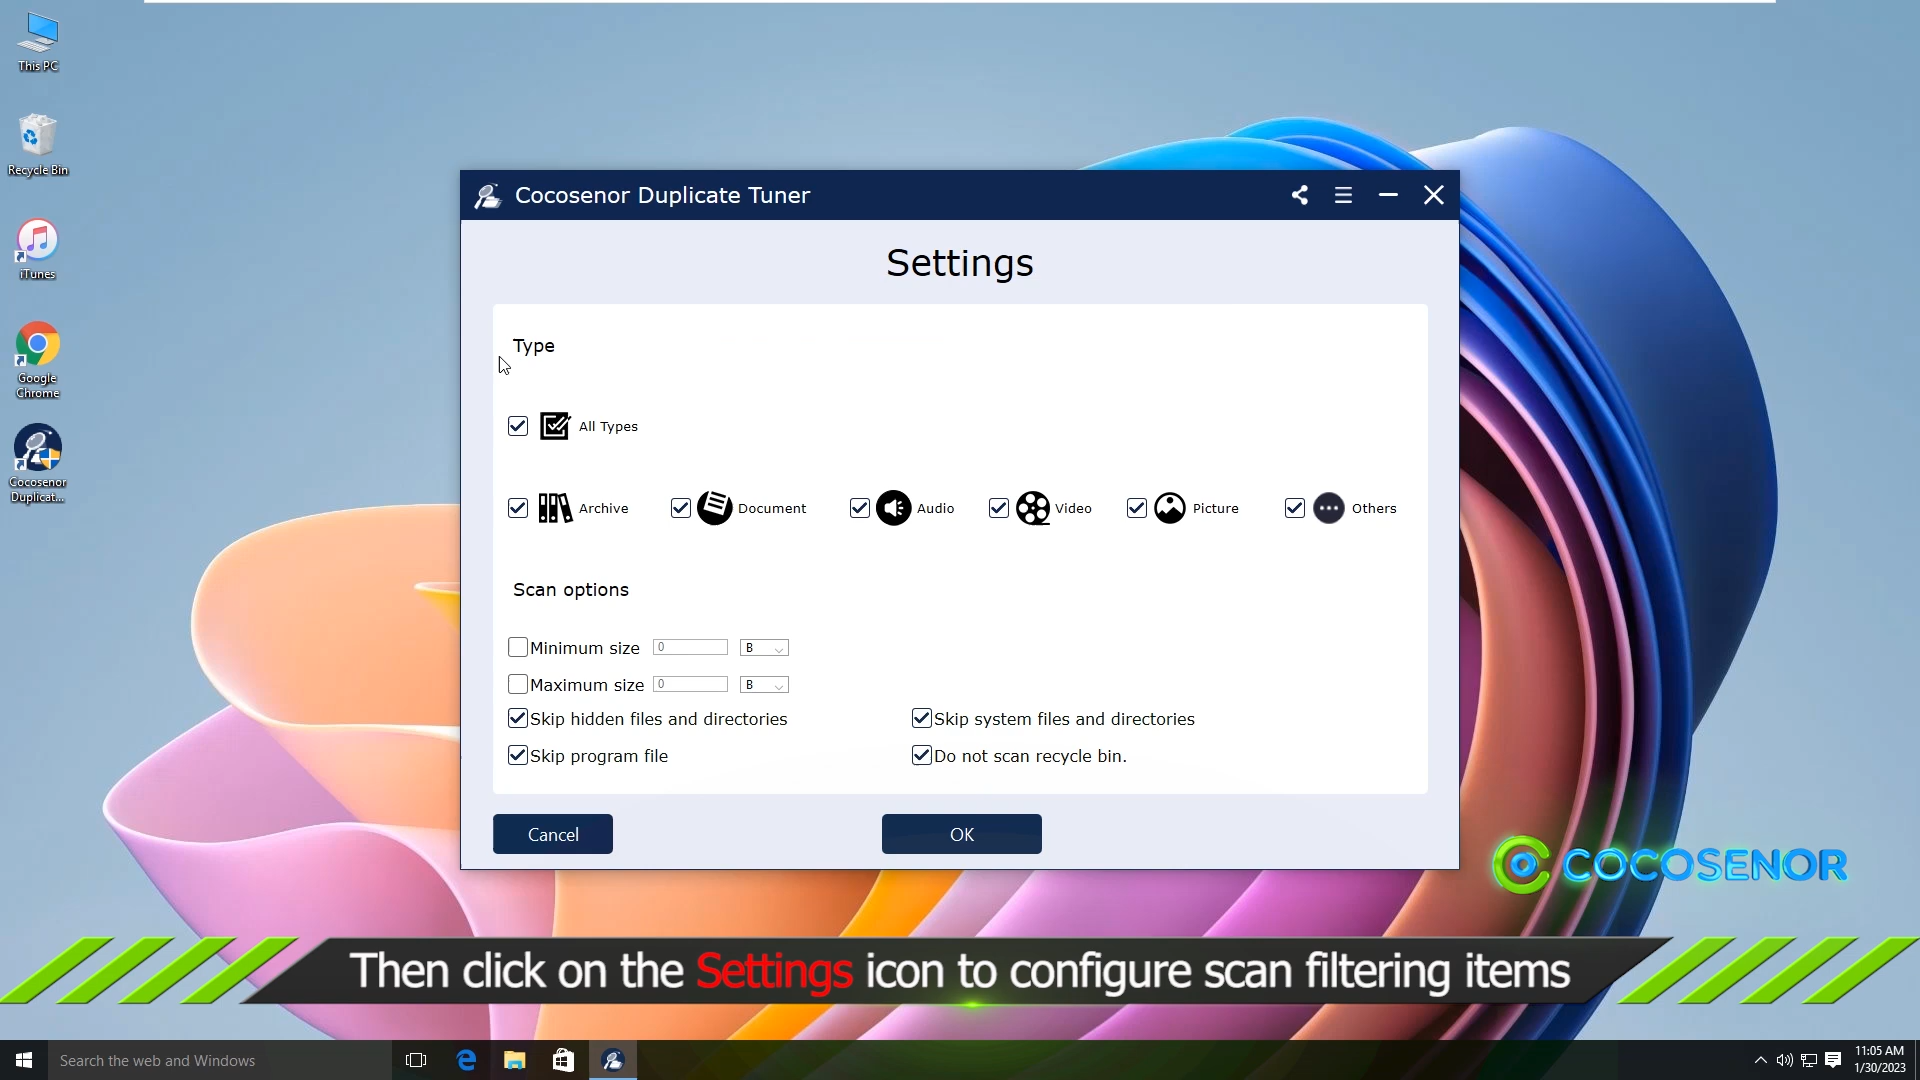 This PC
Recycle Bin
iTunes
Google
Chrome
Cocosenor
Duplicat...
Cocosenor Duplicate Tuner
Settings
Type
All Types
Archive
Document
Audio
Video
Picture
Others
Scan options
Minimum size 0 B
Maximum size 0 B
Skip hidden files and directories
Skip system files and directories
Skip program file
Do not scan recycle bin.
Cancel
OK
COCOSENOR
Then click on the Settings icon to configure scan filtering items
Search the web and Windows
11:05 AM
1/30/2023